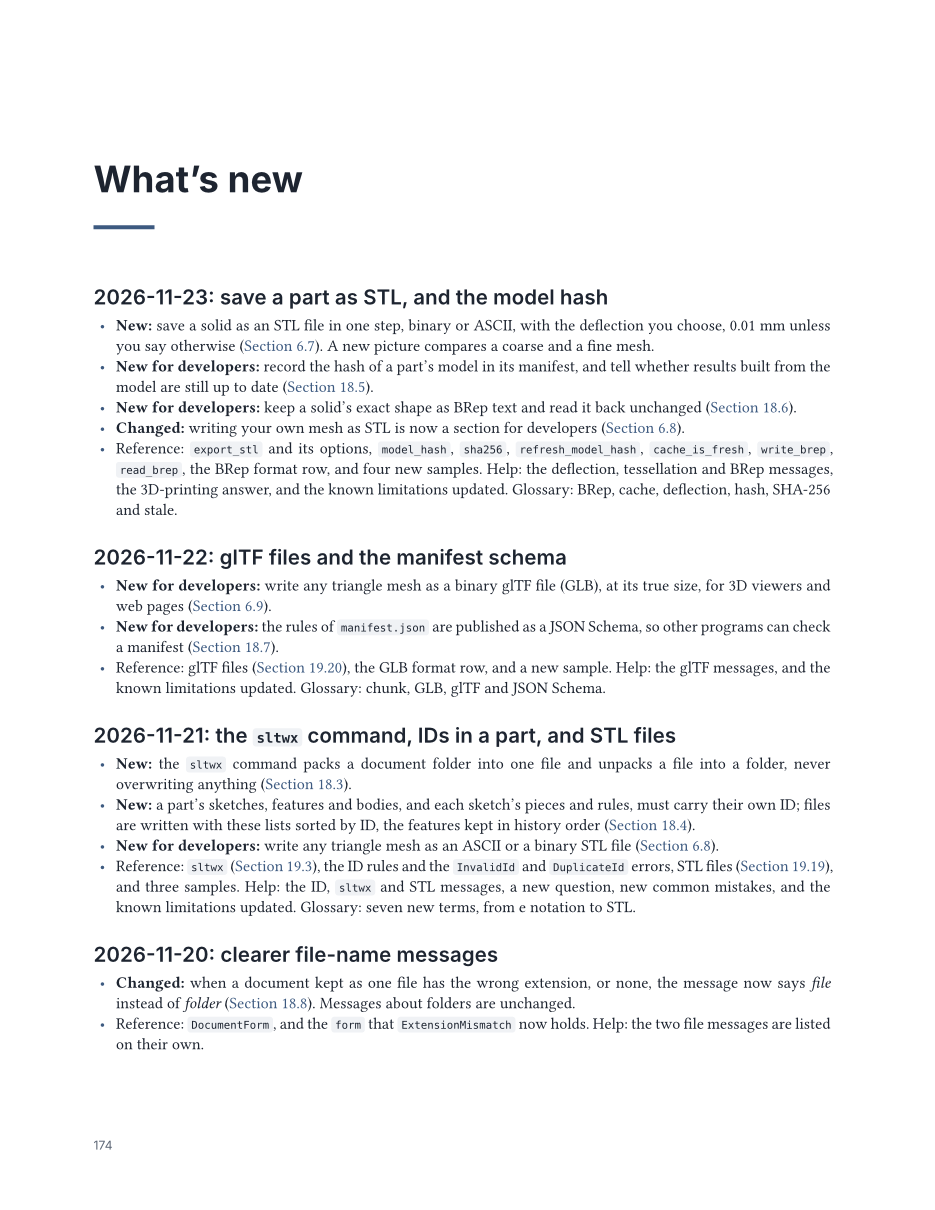 What's new
2026-11-23: save a part as STL, and the model hash
• New: save a solid as an STL file in one step, binary or ASCII, with the deflection you choose, 0.01 mm unless
you say otherwise (Section 6.7). A new picture compares a coarse and a fine mesh.
• New for developers: record the hash of a part's model in its manifest, and tell whether results built from the
model are still up to date (Section 18.5).
• New for developers: keep a solid's exact shape as BRep text and read it back unchanged (Section 18.6).
• Changed: writing your own mesh as STL is now a section for developers (Section 6.8).
• Reference: export_stl and its options, model_hash, sha256, refresh_model_hash, cache_is_fresh, write_brep,
read_brep, the BRep format row, and four new samples. Help: the deflection, tessellation and BRep messages,
the 3D-printing answer, and the known limitations updated. Glossary: BRep, cache, deflection, hash, SHA-256
and stale.
2026-11-22: glTF files and the manifest schema
• New for developers: write any triangle mesh as a binary glTF file (GLB), at its true size, for 3D viewers and
web pages (Section 6.9).
• New for developers: the rules of manifest.json are published as a JSON Schema, so other programs can check
a manifest (Section 18.7).
• Reference: glTF files (Section 19.20), the GLB format row, and a new sample. Help: the glTF messages, and the
known limitations updated. Glossary: chunk, GLB, glTF and JSON Schema.
2026-11-21: the sltwx command, IDs in a part, and STL files
• New: the sltwx command packs a document folder into one file and unpacks a file into a folder, never
overwriting anything (Section 18.3).
• New: a part's sketches, features and bodies, and each sketch's pieces and rules, must carry their own ID; files
are written with these lists sorted by ID, the features kept in history order (Section 18.4).
• New for developers: write any triangle mesh as an ASCII or a binary STL file (Section 6.8).
• Reference: sltwx (Section 19.3), the ID rules and the InvalidId and DuplicateId errors, STL files (Section 19.19),
and three samples. Help: the ID, sltwx and STL messages, a new question, new common mistakes, and the
known limitations updated. Glossary: seven new terms, from e notation to STL.
2026-11-20: clearer file-name messages
• Changed: when a document kept as one file has the wrong extension, or none, the message now says file
instead of folder (Section 18.8). Messages about folders are unchanged.
• Reference: DocumentForm, and the form that ExtensionMismatch now holds. Help: the two file messages are listed
on their own.
174